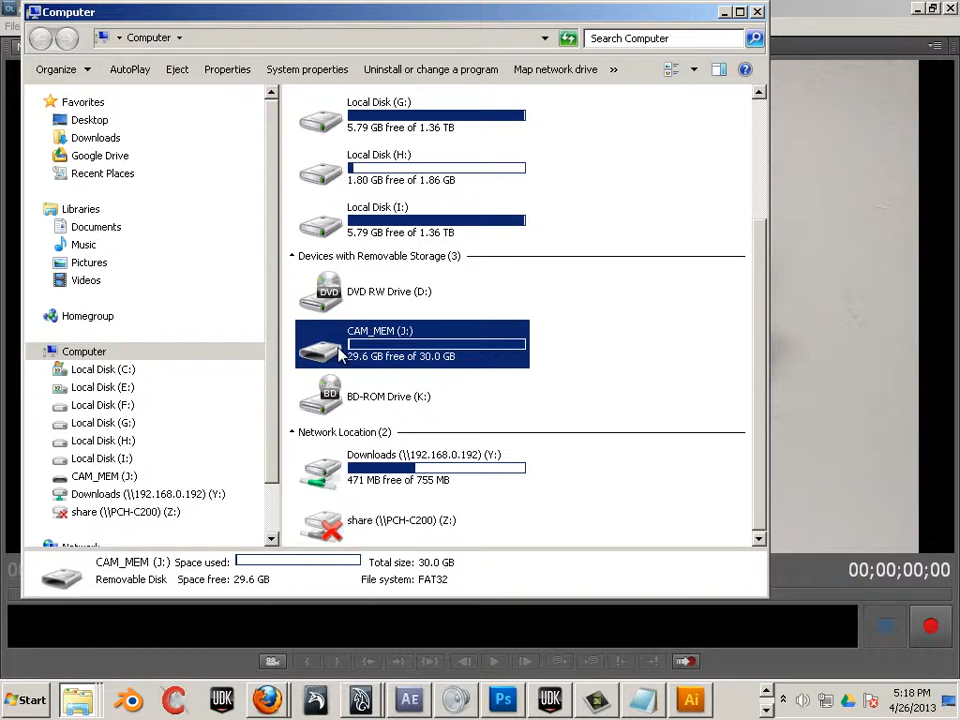 Computer
Computer
Search Computer
Organize AutoPlay Eject Properties System properties Uninstall or change a program Map network drive »
Favorites
Desktop
Downloads
Google Drive
Recent Places
Libraries
Documents
Music
Pictures
Videos
Homegroup
Computer
Local Disk (C:)
Local Disk (E:)
Local Disk (F:)
Local Disk (G:)
Local Disk (H:)
Local Disk (I:)
CAM_MEM (J:)
Downloads (\\192.168.0.192) (Y:)
share (\\PCH-C200) (Z:)
Local Disk (G:)
5.79 GB free of 1.36 TB
Local Disk (H:)
1.80 GB free of 1.86 GB
Local Disk (I:)
5.79 GB free of 1.36 TB
Devices with Removable Storage (3)
DVD
DVD RW Drive (D:)
CAM_MEM (J:)
29.6 GB free of 30.0 GB
BD
BD-ROM Drive (K:)
Network Location (2)
Downloads (\\192.168.0.192) (Y:)
471 MB free of 755 MB
share (\\PCH-C200) (Z:)
CAM_MEM (J:) Space used: Total size: 30.0 GB
Removable Disk Space free: 29.6 GB File system: FAT32
00;00;00;00
Start UDK Ae Ps UDK Ai
5:18 PM
4/26/2013